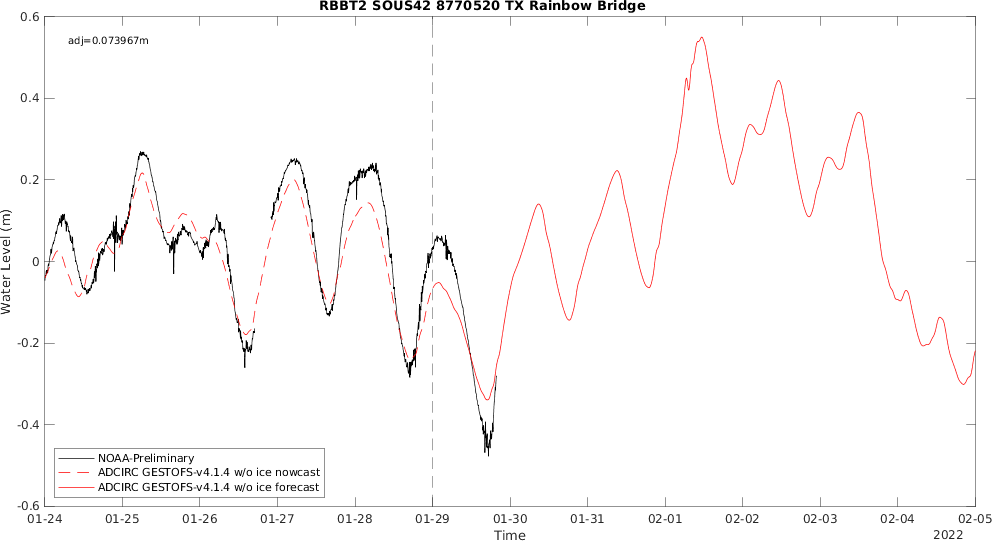 RBBT2 SOUS42 8770520 TX Rainbow Bridge
adj=0.073967m
0.6
0.4
0.2
0
-0.2
-0.4
-0.6
Water Level (m)
NOAA-Preliminary
ADCIRC GESTOFS-v4.1.4 w/o ice nowcast
ADCIRC GESTOFS-v4.1.4 w/o ice forecast
01-24 01-25 01-26 01-27 01-28 01-29 01-30 01-31 02-01 02-02 02-03 02-04 02-05
Time
2022